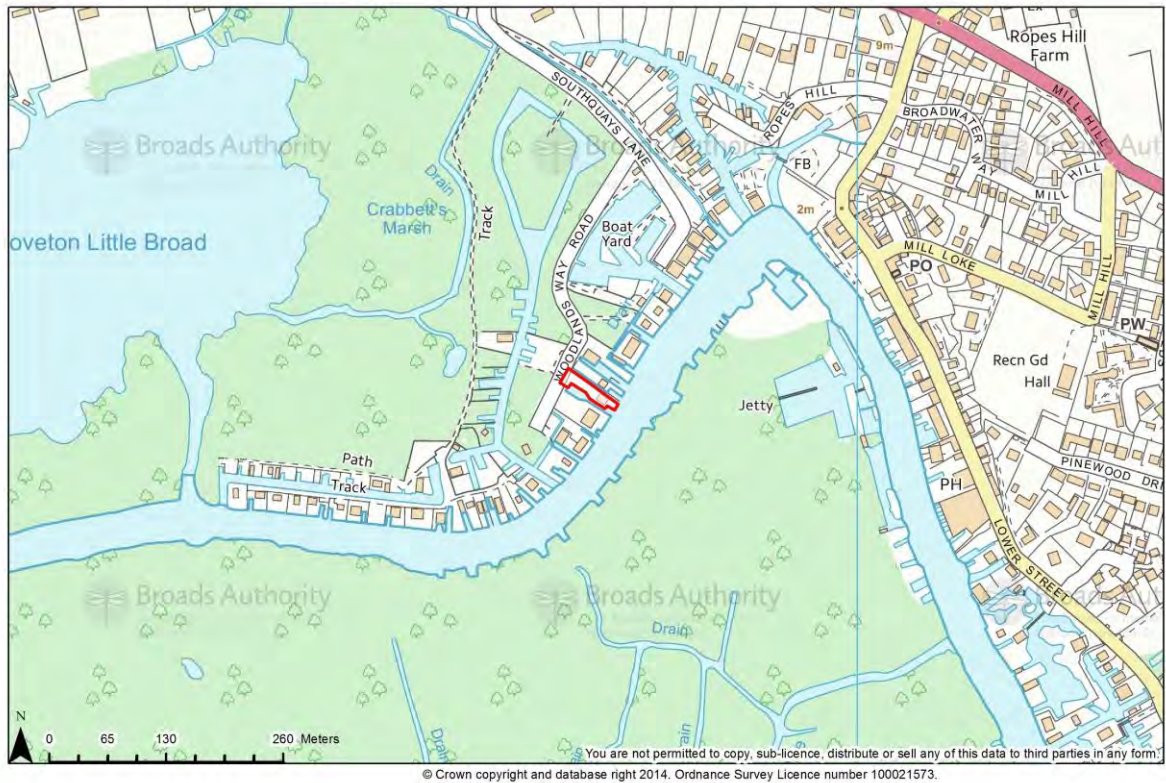 Ropes Hill
Farm
9m
MILL HILL
SOUTHQUAYS LANE
ROPES HILL
BROADWATER WAY
Broads Authority
Broads Authority
Aut
MILL HILL
FB
Drain
Crabbett's
Marsh
Track
WOODLANDS WAY ROAD
Boat
Yard
2m
oveton Little Broad
MILL LOKE
PO
MILL HILL
PW
Drain
Recn Gd
Hall
Jetty
Path
Track
PINEWOOD DRI
PH
LOWER STREET
Broads Authority
Broads Authority
Drain
Drain
Drain
N
0 65 130 260 Meters
You are not permitted to copy, sub-licence, distribute or sell any of this data to third parties in any form.
© Crown copyright and database right 2014. Ordnance Survey Licence number 100021573.